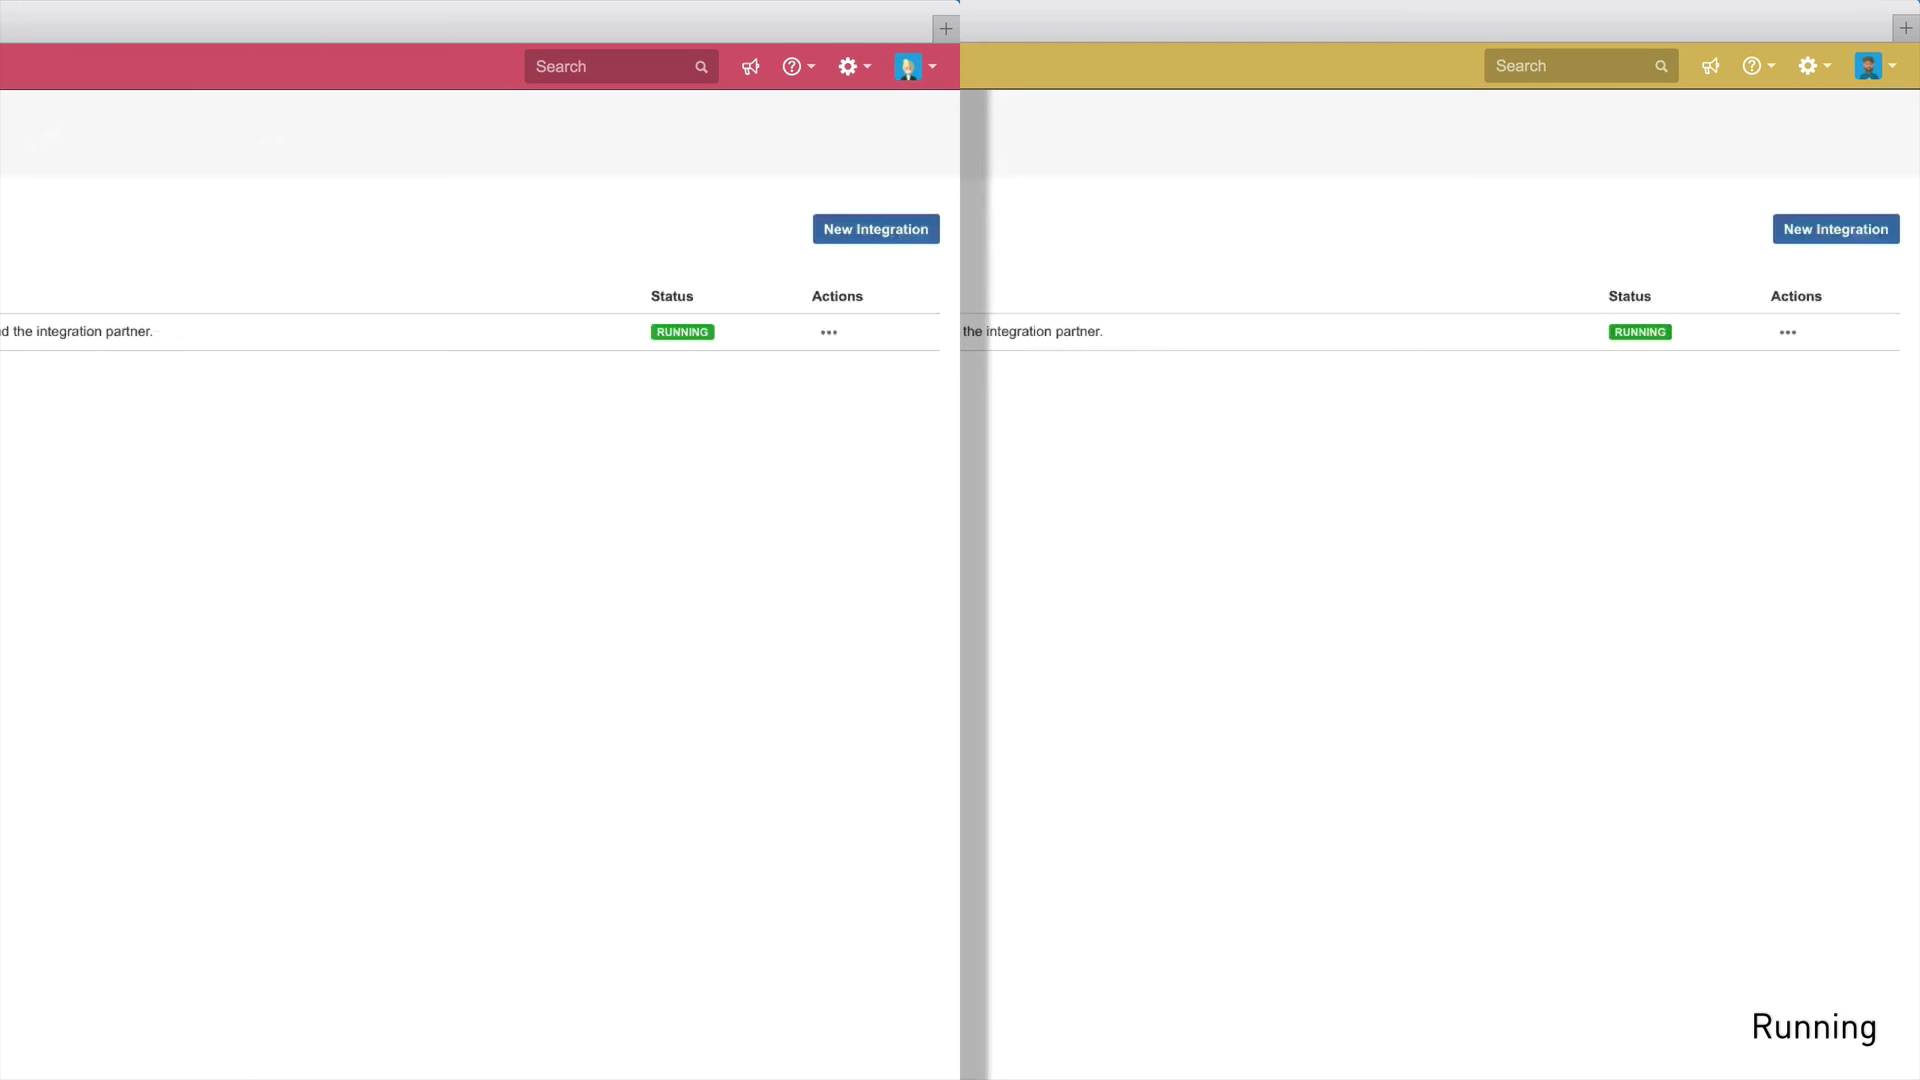 Search
Search
New Integration
New Integration
Status Actions
Status Actions
d the integration partner. RUNNING
the integration partner. RUNNING
Running